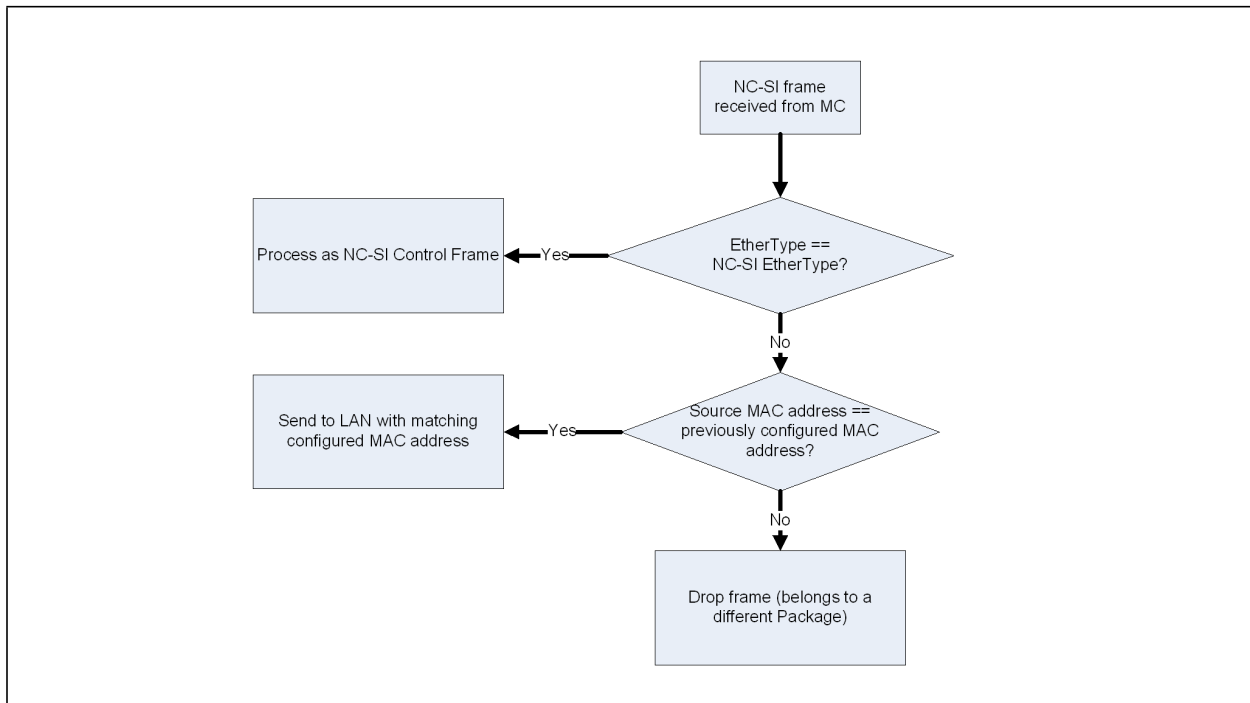 NC-SI frame
received from MC
EtherType ==
NC-SI EtherType?
Yes
Process as NC-SI Control Frame
No
Source MAC address ==
previously configured MAC
address?
Yes
Send to LAN with matching
configured MAC address
No
Drop frame (belongs to a
different Package)